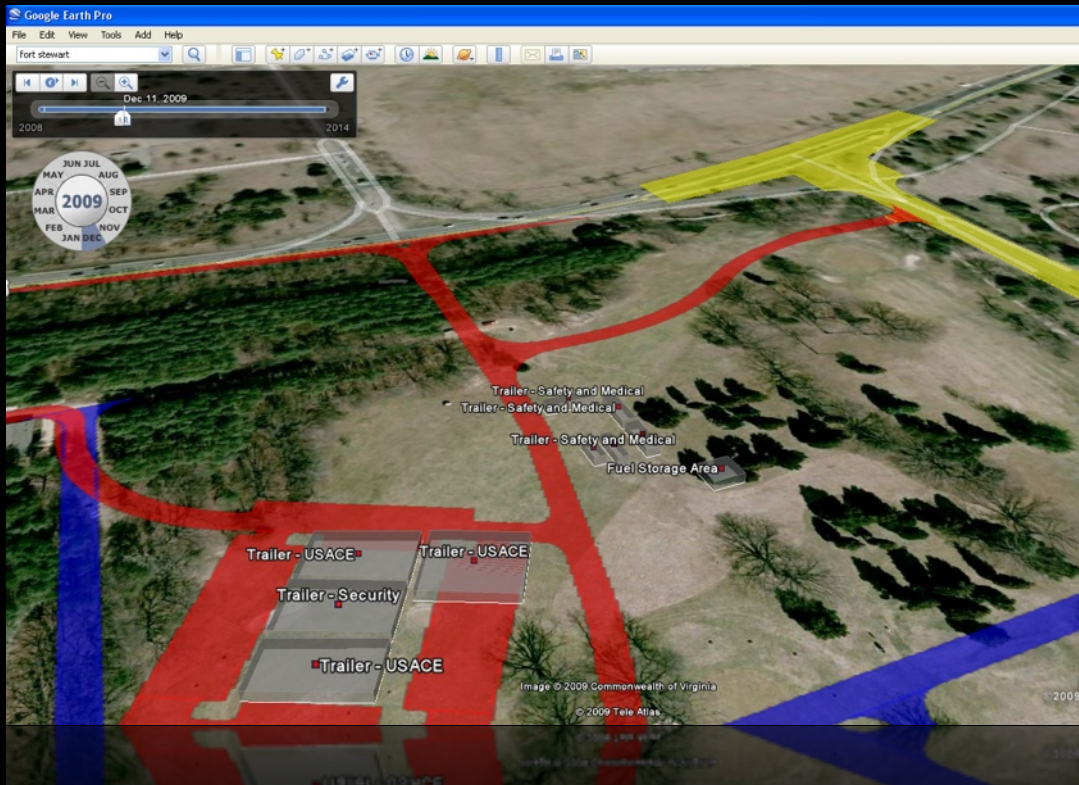 Google Earth Pro
File Edit View Tools Add Help
fort stewart
Dec 11, 2009
2008 2014
JUN JUL
MAY AUG
APR SEP
2009
MAR OCT
FEB NOV
JAN DEC
Trailer - Safety and Medical
Trailer - Safety and Medical
Trailer - Safety and Medical
Fuel Storage Area
Trailer - USACE
Trailer - USACE
Trailer - Security
Trailer - USACE
Image © 2009 Commonwealth of Virginia
© 2009
© 2009 Tele Atlas